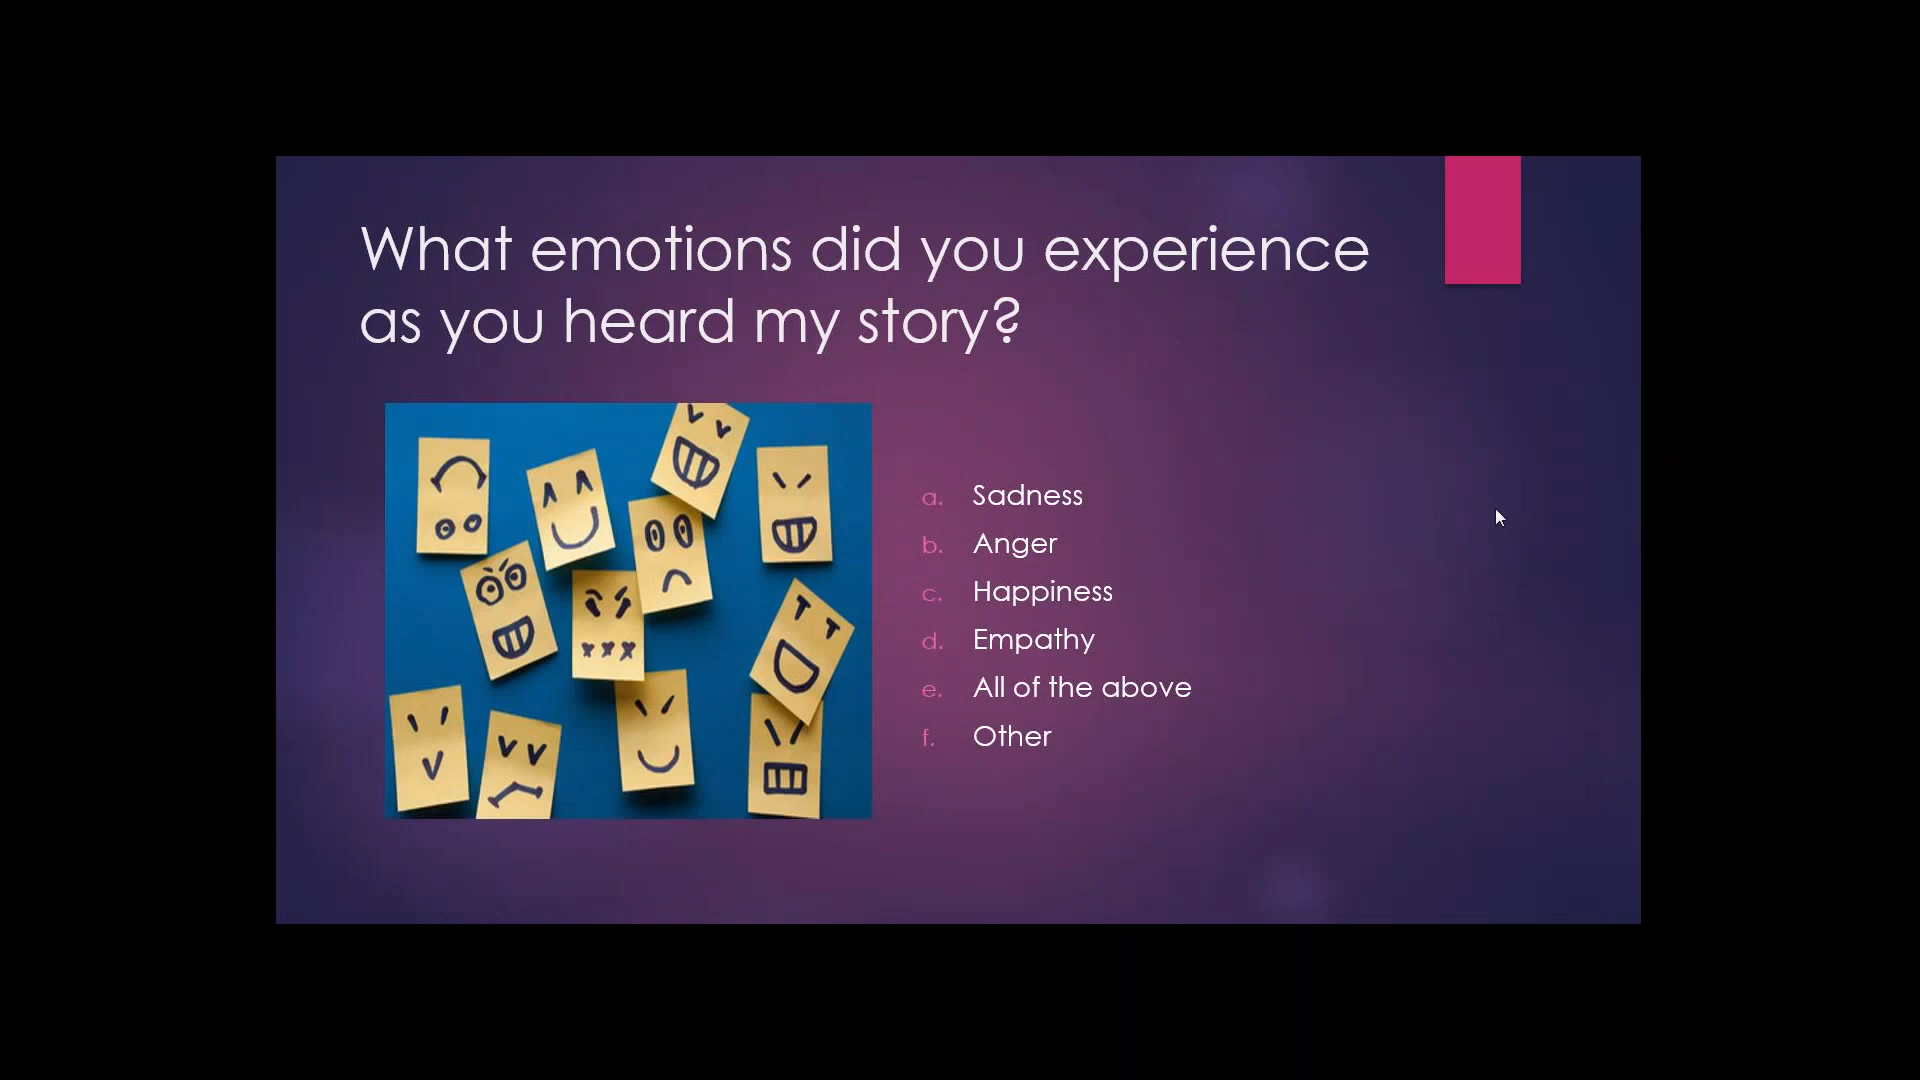 What emotions did you experience
as you heard my story?
a. Sadness
b. Anger
c. Happiness
d. Empathy
e. All of the above
f. Other